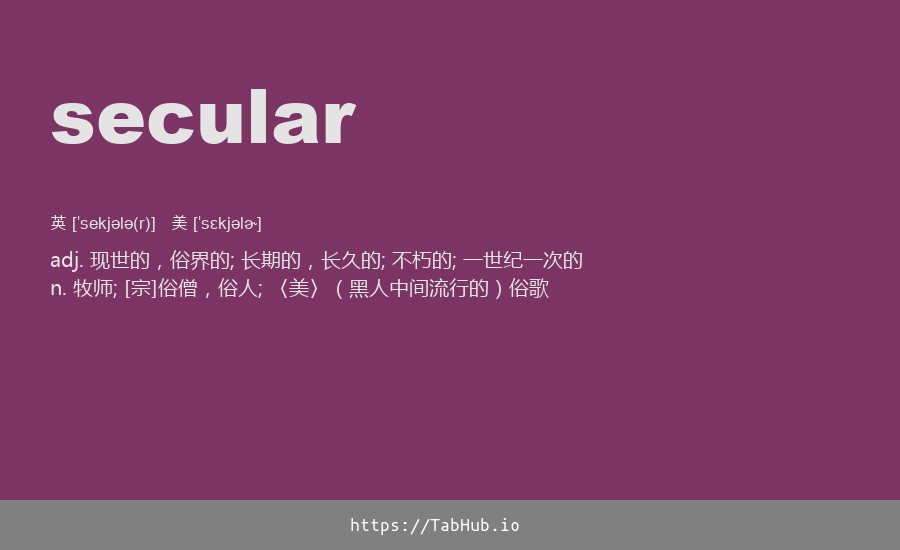 secular
英 [ˈsekjələ(r)] 美 [ˈsɛkjələ˞]
adj. 现世的，俗界的; 长期的，长久的; 不朽的; 一世纪一次的
n. 牧师; [宗]俗僧，俗人; 〈美〉（黑人中间流行的）俗歌
https://TabHub.io